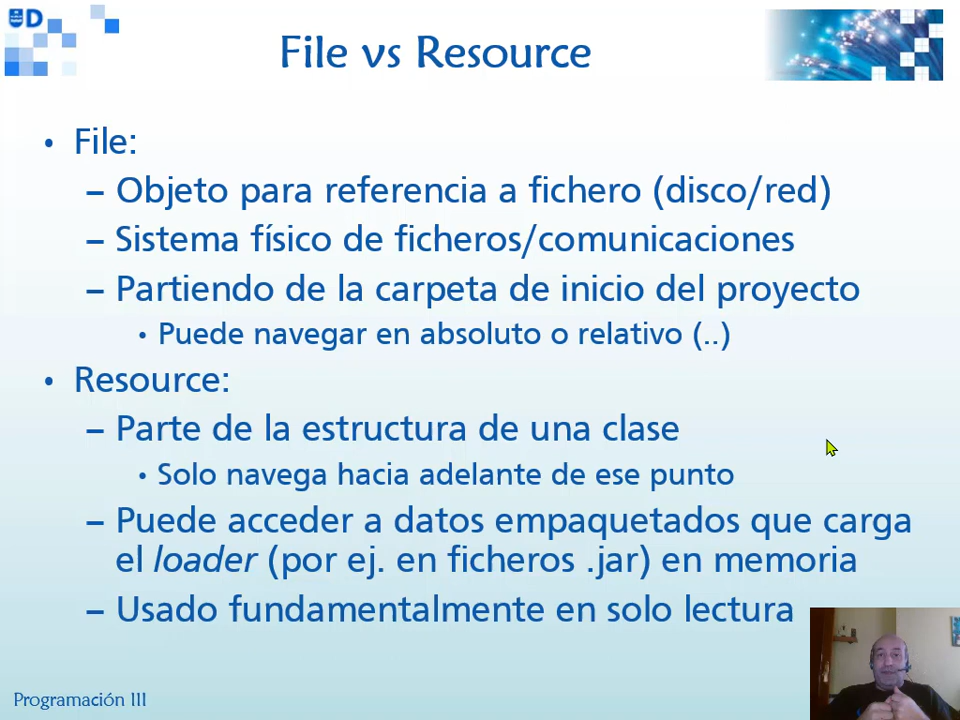 D
File vs Resource
• File:
– Objeto para referencia a fichero (disco/red)
– Sistema físico de ficheros/comunicaciones
– Partiendo de la carpeta de inicio del proyecto
• Puede navegar en absoluto o relativo (..)
• Resource:
– Parte de la estructura de una clase
• Solo navega hacia adelante de ese punto
– Puede acceder a datos empaquetados que carga
el loader (por ej. en ficheros .jar) en memoria
– Usado fundamentalmente en solo lectura
Programación III